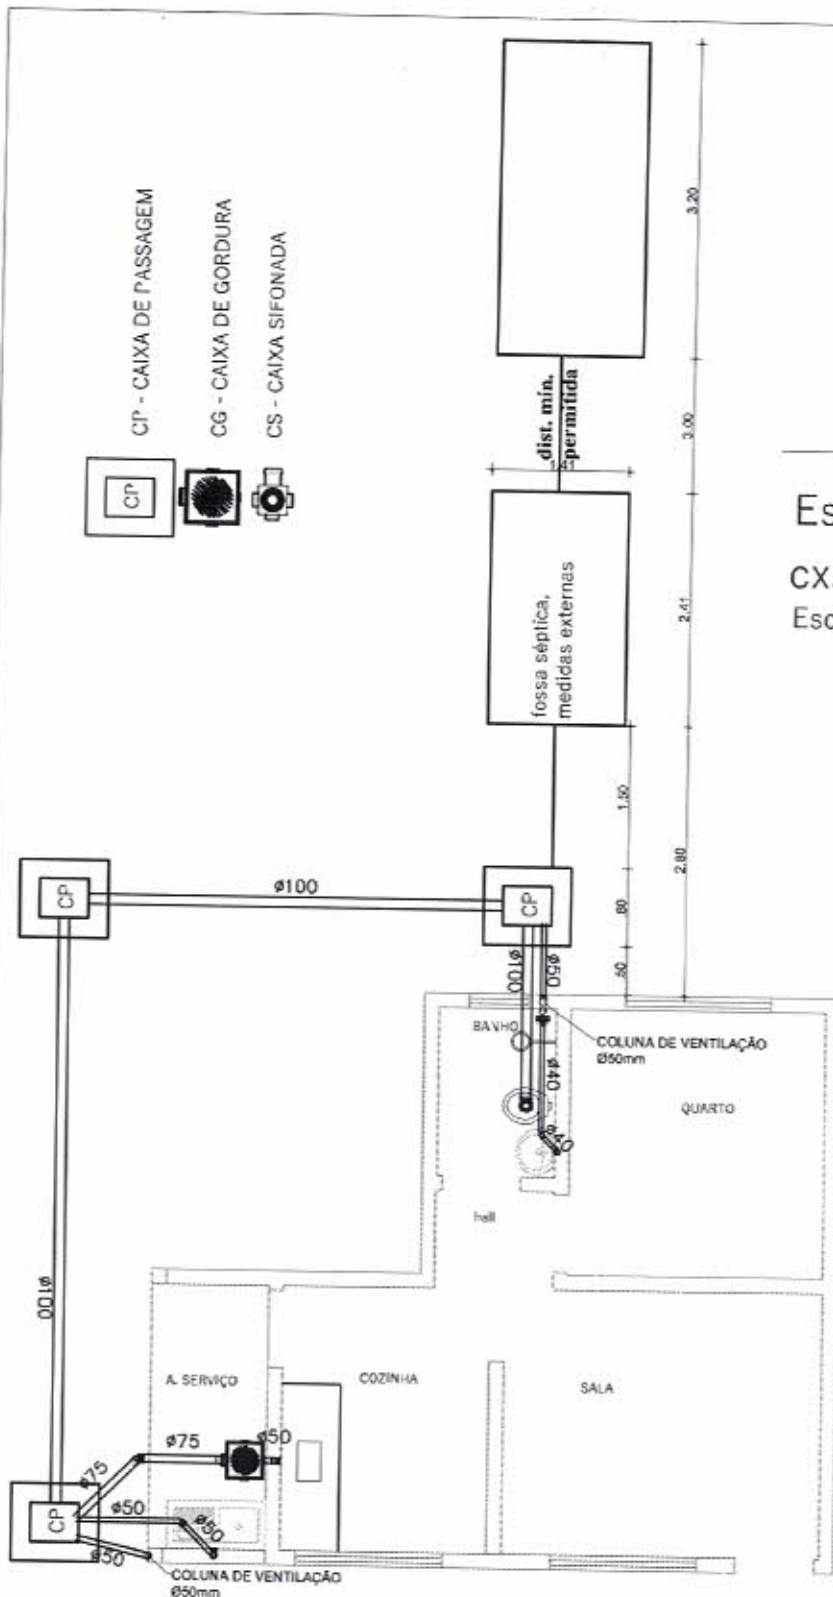 CP - CAIXA DE PASSAGEM
CG - CAIXA DE GORDURA
CS - CAIXA SIFONADA
CP
3.20
dist. mín.
permitida
3.00
1.41
Es
CX.
Esc
fossa séptica,
medidas externas
2.41
1.50
2.80
.80
.60
CP
ø100
CP
ø100
ø50
BANHO
COLUNA DE VENTILAÇÃO
Ø50mm
ø40
ø40
QUARTO
hall
ø100
A. SERVIÇO
COZINHA
SALA
ø75
ø50
ø75
CP
ø50
ø50
ø50
COLUNA DE VENTILAÇÃO
Ø50mm